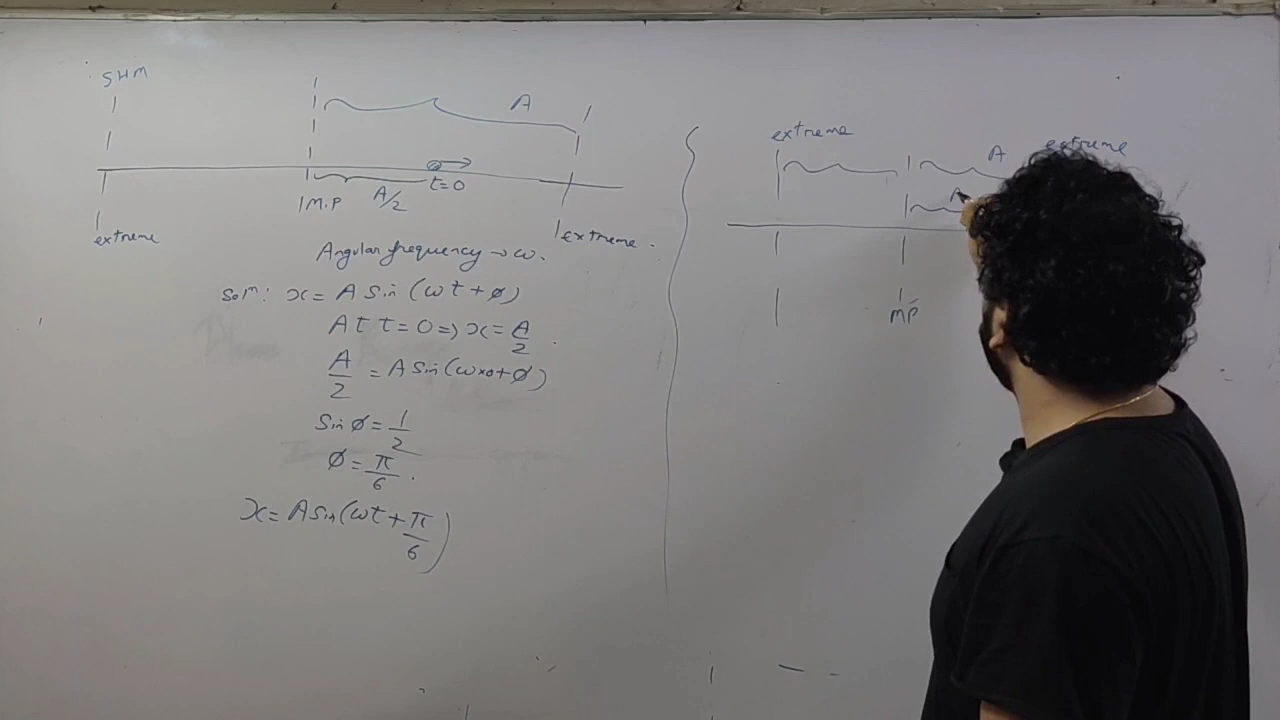 SHM
A
t=0
M.P
A/2
extreme
extreme.
Angular frequency → ω.
Soln: x = A Sin (ωt + ø)
At t = 0 => x = A/2.
A/2 = A Sin (ω×0 + ø)
Sin ø = 1/2
ø = π/6.
x = A Sin (ωt + π/6)
extreme
A
extreme
A
MP